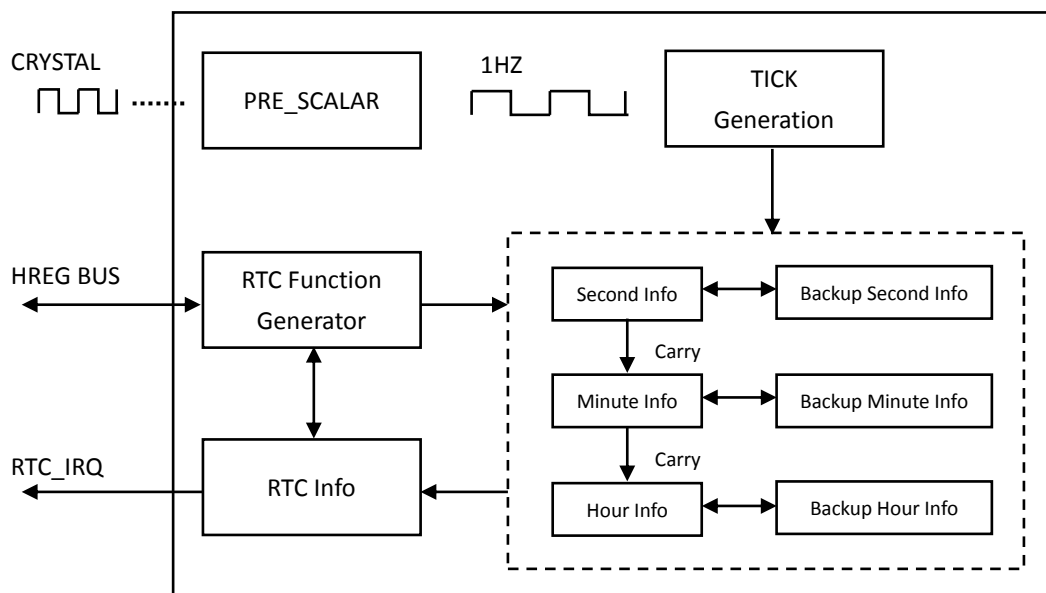 CRYSTAL
PRE_SCALAR
1HZ
TICK
Generation
HREG BUS
RTC Function
Generator
Second Info
Backup Second Info
Carry
Minute Info
Backup Minute Info
Carry
RTC_IRQ
RTC Info
Hour Info
Backup Hour Info